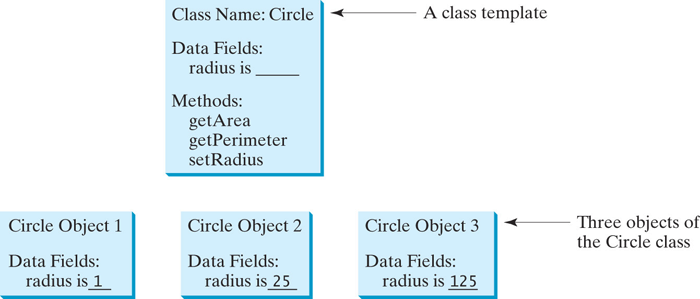 Class Name: Circle
A class template
Data Fields:
radius is _____
Methods:
getArea
getPerimeter
setRadius
Circle Object 1
Data Fields:
radius is 1
Circle Object 2
Data Fields:
radius is 25
Circle Object 3
Data Fields:
radius is 125
Three objects of
the Circle class